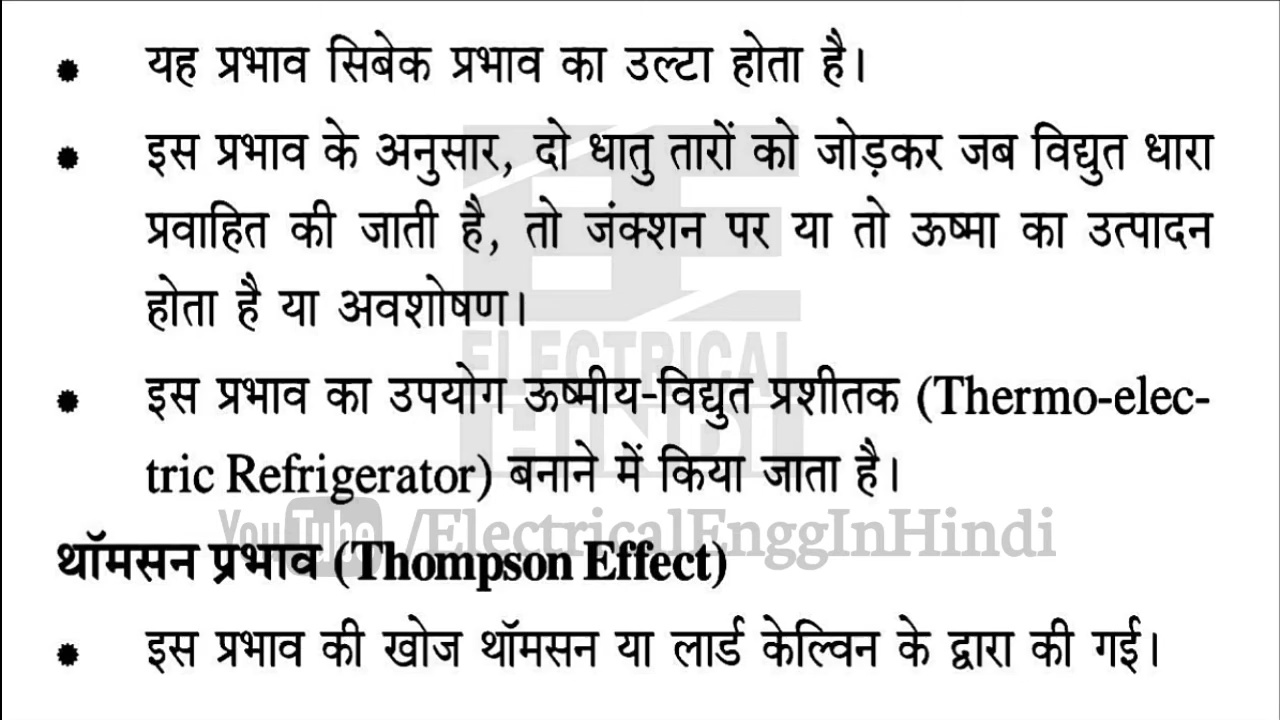 यह प्रभाव सिबेक प्रभाव का उल्टा होता है।
इस प्रभाव के अनुसार, दो धातु तारों को जोड़कर जब विद्युत धारा
प्रवाहित की जाती है, तो जंक्शन पर या तो ऊष्मा का उत्पादन
होता है या अवशोषण।
ELECTRICAL
HINDI
इस प्रभाव का उपयोग ऊष्मीय-विद्युत प्रशीतक (Thermo-elec-
tric Refrigerator) बनाने में किया जाता है।
YouTube /ElectricalEnggInHindi
थॉमसन प्रभाव (Thompson Effect)
इस प्रभाव की खोज थॉमसन या लार्ड केल्विन के द्वारा की गई।